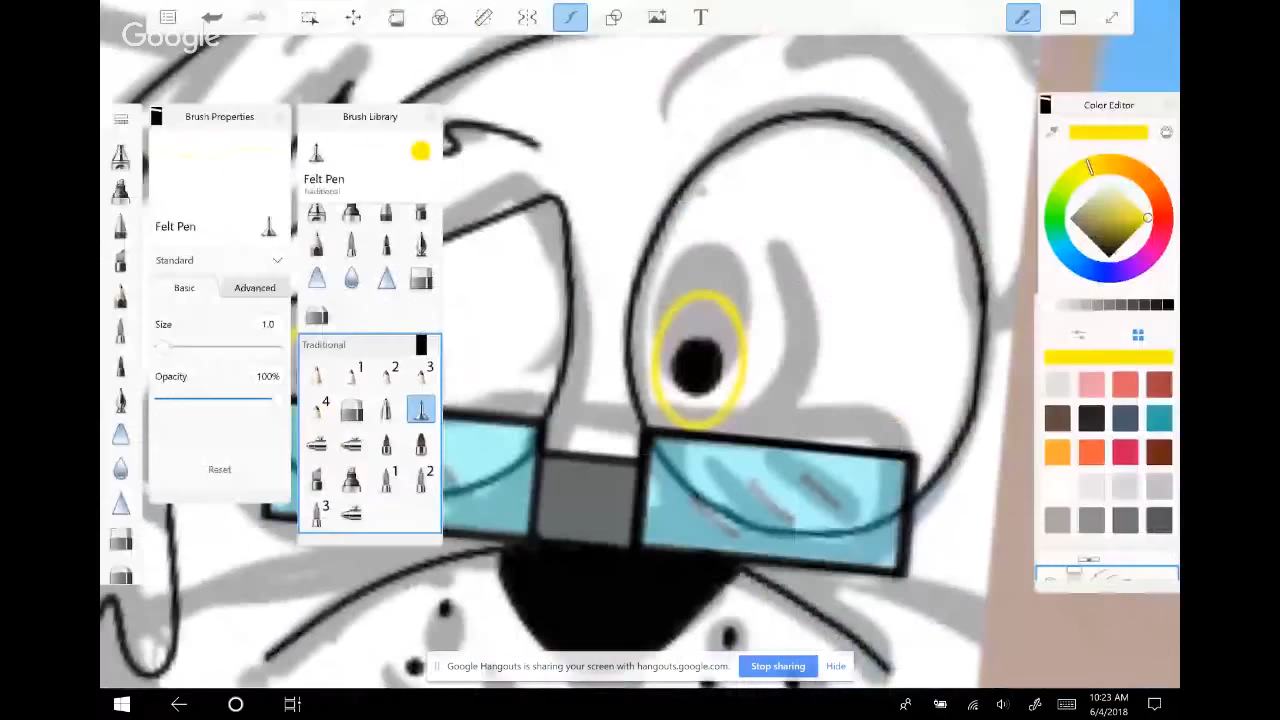 Google
T
Brush Properties
Brush Library
Color Editor
Felt Pen
Traditional
Felt Pen
Standard
Basic
Advanced
Size
1.0
Opacity
100%
Reset
Traditional
1
2
3
4
1
2
3
Google Hangouts is sharing your screen with hangouts.google.com.
Stop sharing
Hide
10:23 AM
6/4/2018